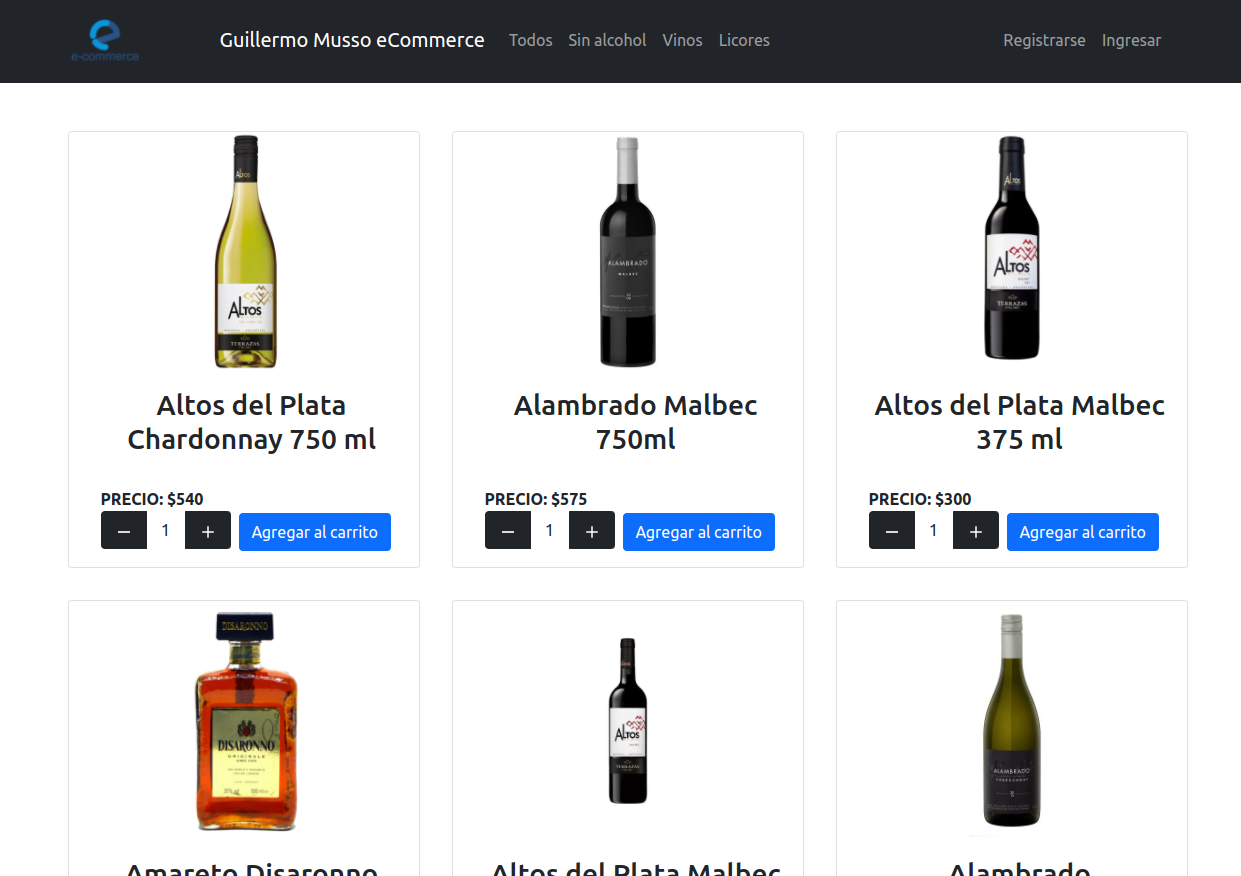 e-commerce
Guillermo Musso eCommerce Todos Sin alcohol Vinos Licores Registrarse Ingresar
ALTOS
ALTOS
TERRAZAS
ALAMBRADO
MALBEC
ALTOS
ALTOS
TERRAZAS
Altos del Plata
Chardonnay 750 ml
Alambrado Malbec
750ml
Altos del Plata Malbec
375 ml
PRECIO: $540
− 1 + Agregar al carrito
PRECIO: $575
− 1 + Agregar al carrito
PRECIO: $300
− 1 + Agregar al carrito
DISARONNO
DISARONNO
ORIGINALE
ALTOS
TERRAZAS
ALAMBRADO
CHARDONNAY
Amareto Disaronno
Altos del Plata Malbec
Alambrado